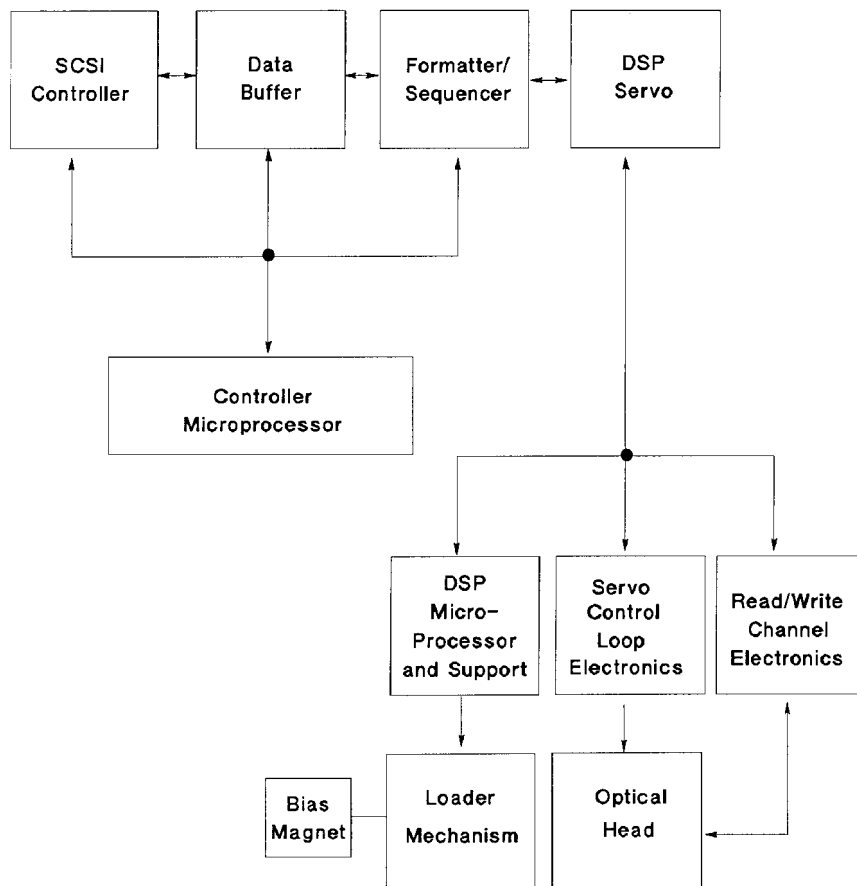 SCSI
Controller
Data
Buffer
Formatter/
Sequencer
DSP
Servo
Controller
Microprocessor
DSP
Micro-
Processor
and Support
Servo
Control
Loop
Electronics
Read/Write
Channel
Electronics
Bias
Magnet
Loader
Mechanism
Optical
Head